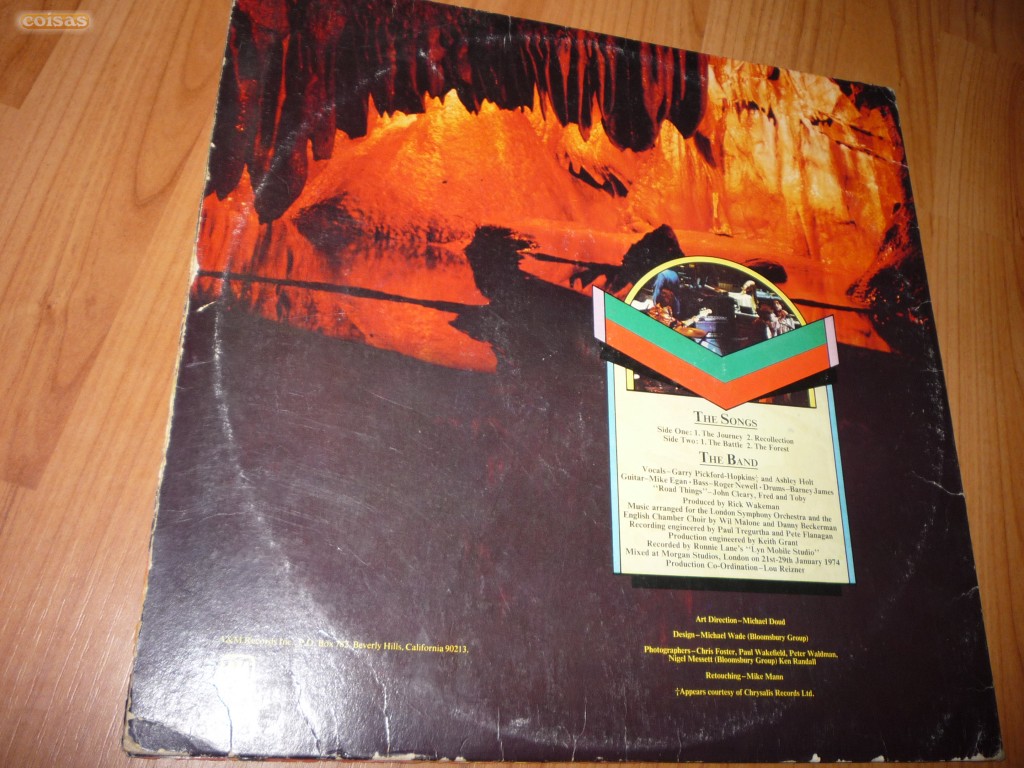 coisas
THE SONGS
Side One: 1. The Journey 2. Recollection
Side Two: 1. The Battle 2. The Forest
THE BAND
Vocals–Garry Pickford-Hopkins† and Ashley Holt
Guitar–Mike Egan · Bass–Roger Newell · Drums–Barney James
"Road Things"–John Cleary, Fred and Toby
Produced by Rick Wakeman
Music arranged for the London Symphony Orchestra and the
English Chamber Choir by Wil Malone and Danny Beckerman
Recording engineered by Paul Tregurtha and Pete Flanagan
Production engineered by Keith Grant
Recorded by Ronnie Lane's "Lyn Mobile Studio"
Mixed at Morgan Studios, London on 21st-29th January 1974
Production Co-Ordination–Lou Reizner
Art Direction–Michael Doud
Design–Michael Wade (Bloomsbury Group)
Photographers–Chris Foster, Paul Wakefield, Peter Waldman,
Nigel Messett (Bloomsbury Group) Ken Randall
Retouching–Mike Mann
†Appears courtesy of Chrysalis Records Ltd.
A&M Records Inc. P.O. Box 782, Beverly Hills, California 90213.